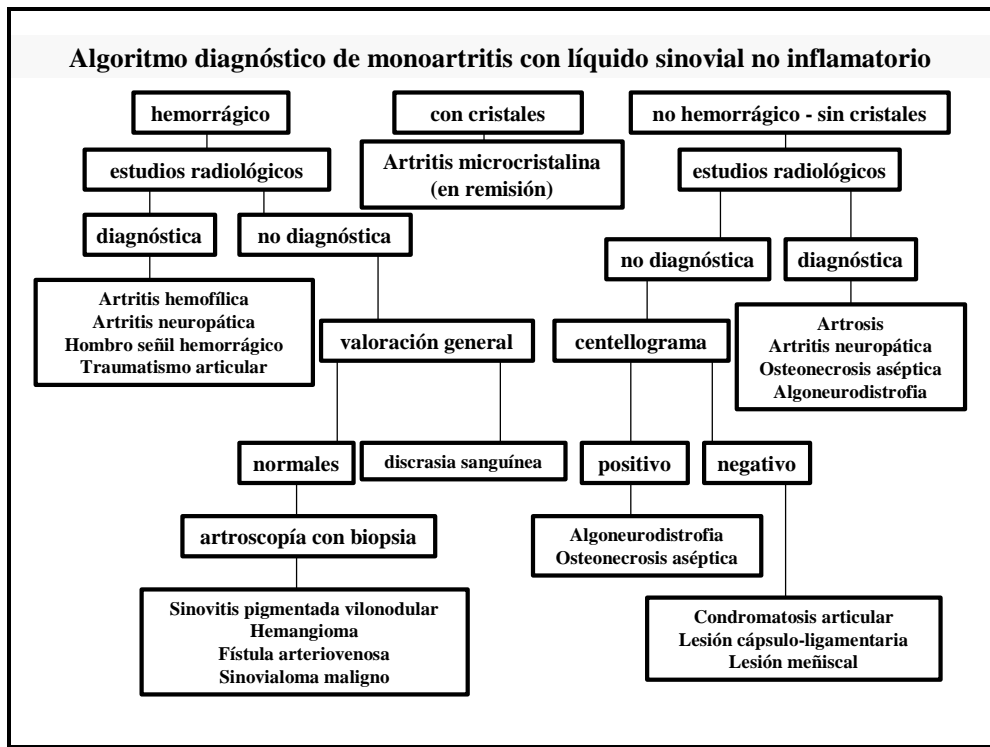 Algoritmo diagnóstico de monoartritis con líquido sinovial no inflamatorio
hemorrágico
con cristales
no hemorrágico - sin cristales
estudios radiológicos
Artritis microcristalina
(en remisión)
estudios radiológicos
diagnóstica
no diagnóstica
no diagnóstica
diagnóstica
Artritis hemofílica
Artritis neuropática
Hombro señil hemorrágico
Traumatismo articular
valoración general
centellograma
Artrosis
Artritis neuropática
Osteonecrosis aséptica
Algoneurodistrofia
normales
discrasia sanguínea
positivo
negativo
artroscopía con biopsia
Algoneurodistrofia
Osteonecrosis aséptica
Sinovitis pigmentada vilonodular
Hemangioma
Fístula arteriovenosa
Sinovialoma maligno
Condromatosis articular
Lesión cápsulo-ligamentaria
Lesión meñiscal